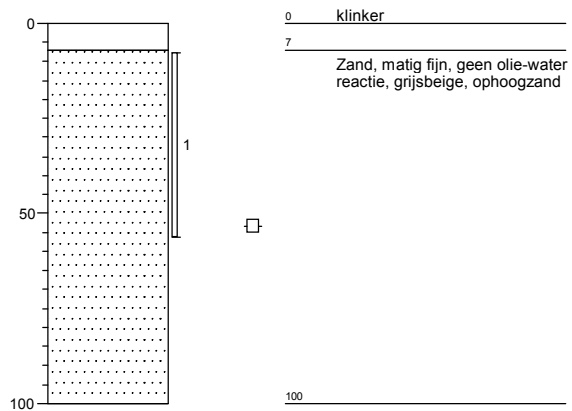 0
50
100
1
0 klinker
7
Zand, matig fijn, geen olie-water
reactie, grijsbeige, ophoogzand
100